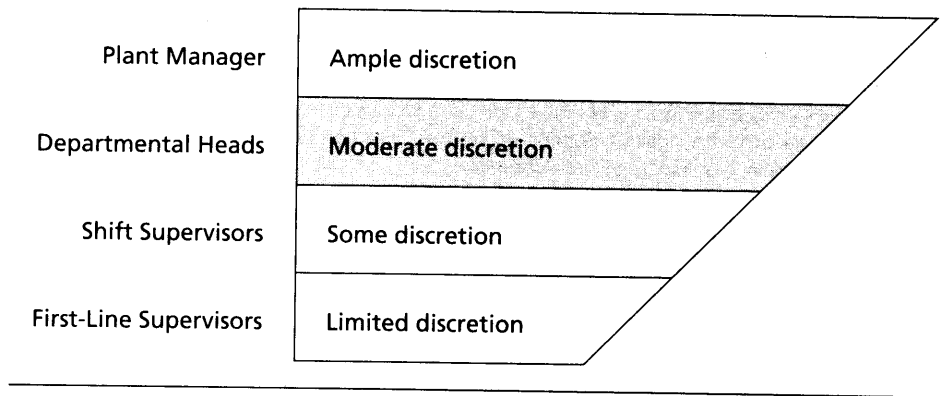 Plant Manager Ample discretion
Departmental Heads Moderate discretion
Shift Supervisors Some discretion
First-Line Supervisors Limited discretion